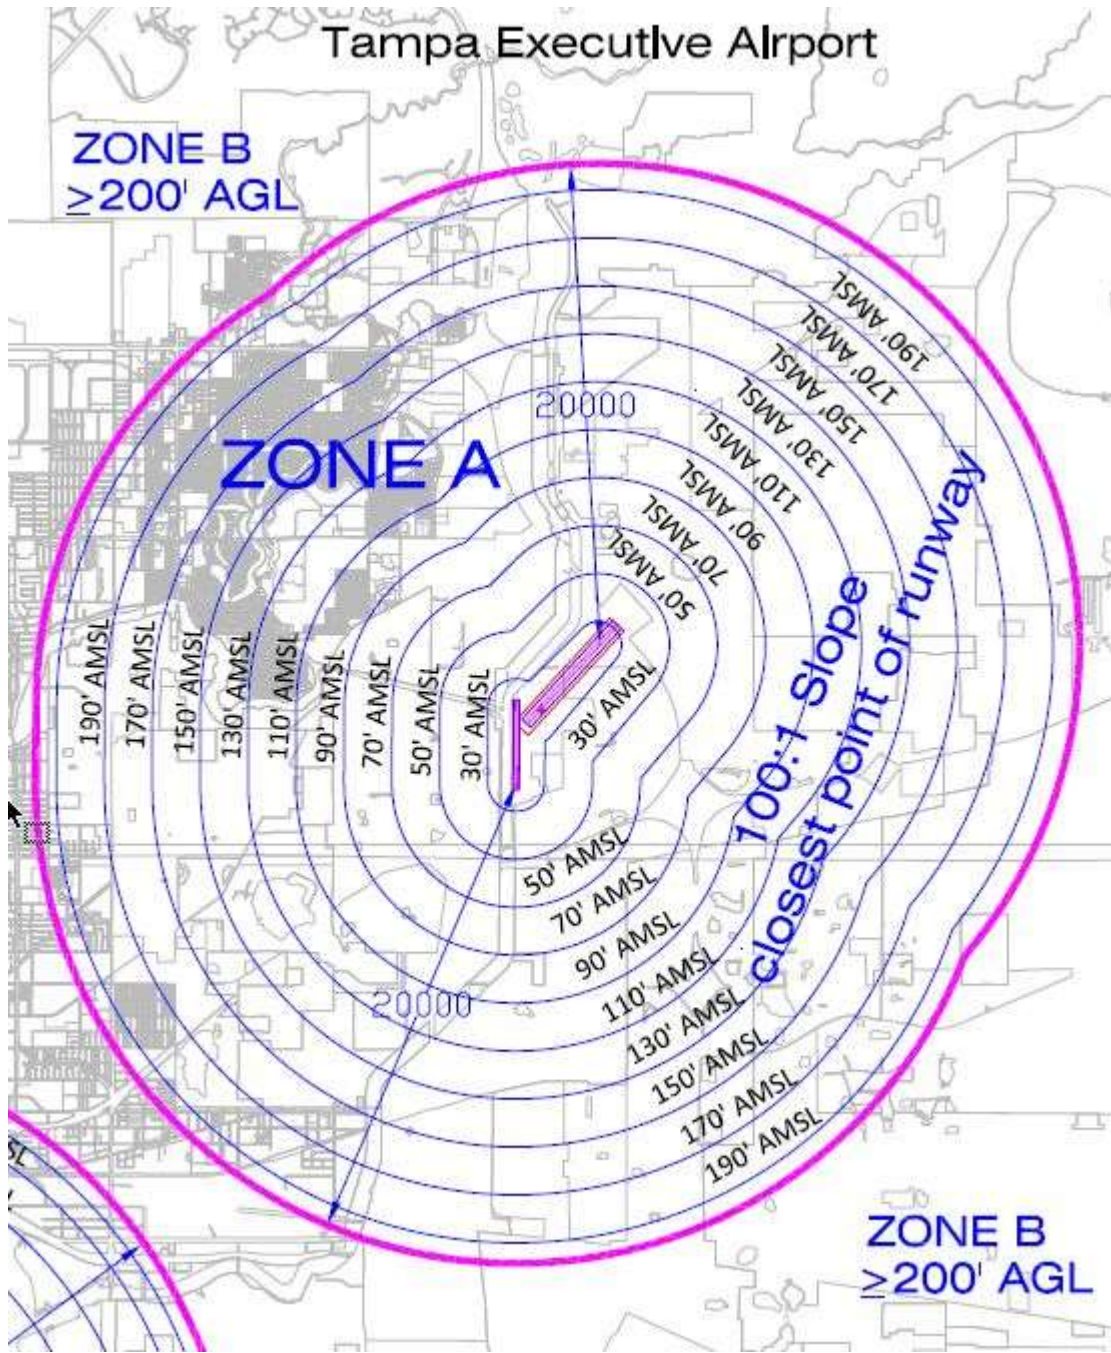 Tampa Executive Airport
ZONE B
≥200' AGL
190' AMSL
170' AMSL
150' AMSL
130' AMSL
110' AMSL
90' AMSL
70' AMSL
50' AMSL
30' AMSL
20000
ZONE A
100:1 Slope
closest point of runway
190' AMSL
170' AMSL
150' AMSL
130' AMSL
110' AMSL
90' AMSL
70' AMSL
50' AMSL
30' AMSL
50' AMSL
70' AMSL
90' AMSL
110' AMSL
130' AMSL
150' AMSL
170' AMSL
190' AMSL
20000
ZONE B
≥200' AGL